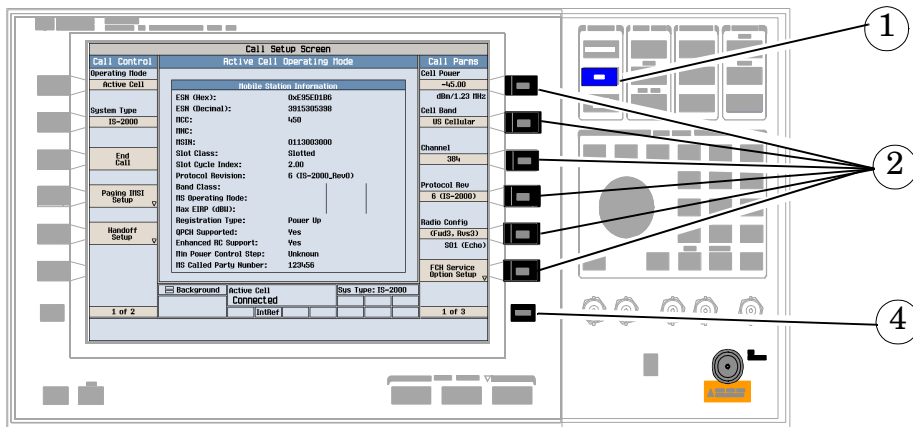 Call Setup Screen
Call Control
Active Cell Operating Mode
Call Parms
Operating Mode
Active Cell
System Type
IS-2000
End
Call
Paging IMSI
Setup
Handoff
Setup
1 of 2
Mobile Station Information
ESN (Hex): 0xE95ED1B6
ESN (Decimal): 3915305398
MCC: 450
MNC:
MSIN: 0113003000
Slot Class: Slotted
Slot Cycle Index: 2.00
Protocol Revision: 6 (IS-2000_Rev0)
Band Class:
MS Operating Mode:
Max EIRP (dBW):
Registration Type: Power Up
QPCH Supported: Yes
Enhanced RC Support: Yes
Min Power Control Step: Unknown
MS Called Party Number: 123456
Background
Active Cell
Sys Type: IS-2000
Connected
IntRef
Cell Power
-45.00
dBm/1.23 MHz
Cell Band
US Cellular
Channel
384
Protocol Rev
6 (IS-2000)
Radio Config
(Fwd3, Rvs3)
SO1 (Echo)
FCH Service
Option Setup
1 of 3
1
2
4